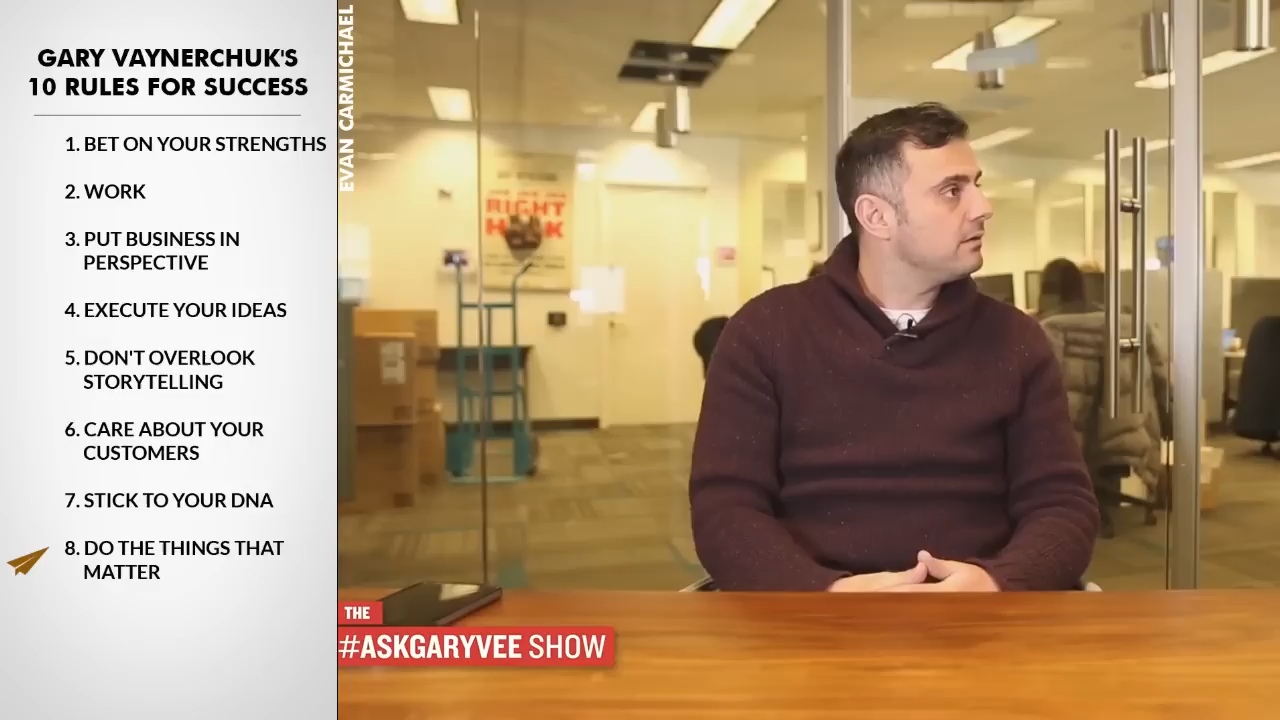 GARY VAYNERCHUK'S
10 RULES FOR SUCCESS
1. BET ON YOUR STRENGTHS
2. WORK
3. PUT BUSINESS IN
PERSPECTIVE
4. EXECUTE YOUR IDEAS
5. DON'T OVERLOOK
STORYTELLING
6. CARE ABOUT YOUR
CUSTOMERS
7. STICK TO YOUR DNA
8. DO THE THINGS THAT
MATTER
EVAN CARMICHAEL
RIGHT
THE
#ASKGARYVEE SHOW